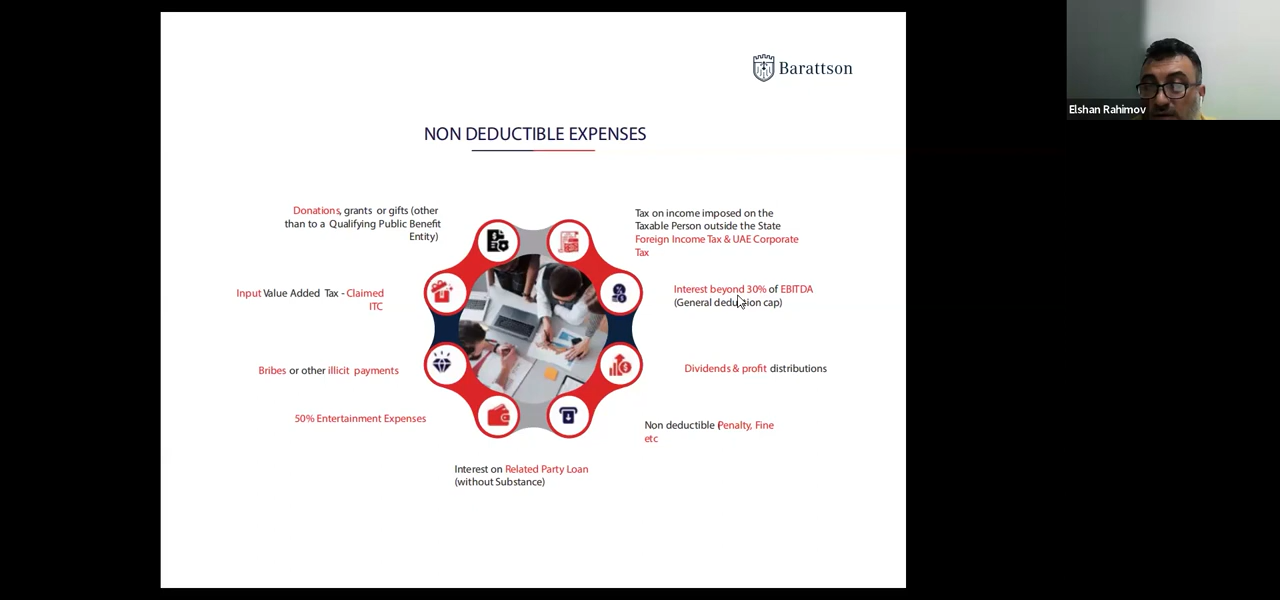 Barattson
Elshan Rahimov
NON DEDUCTIBLE EXPENSES
Donations, grants or gifts (other
than to a Qualifying Public Benefit
Entity)
Tax on income imposed on the
Taxable Person outside the State
Foreign Income Tax & UAE Corporate
Tax
Input Value Added Tax - Claimed
ITC
Interest beyond 30% of EBITDA
(General deduction cap)
Bribes or other illicit payments
Dividends & profit distributions
50% Entertainment Expenses
Non deductible (Penalty, Fine
etc
Interest on Related Party Loan
(without Substance)